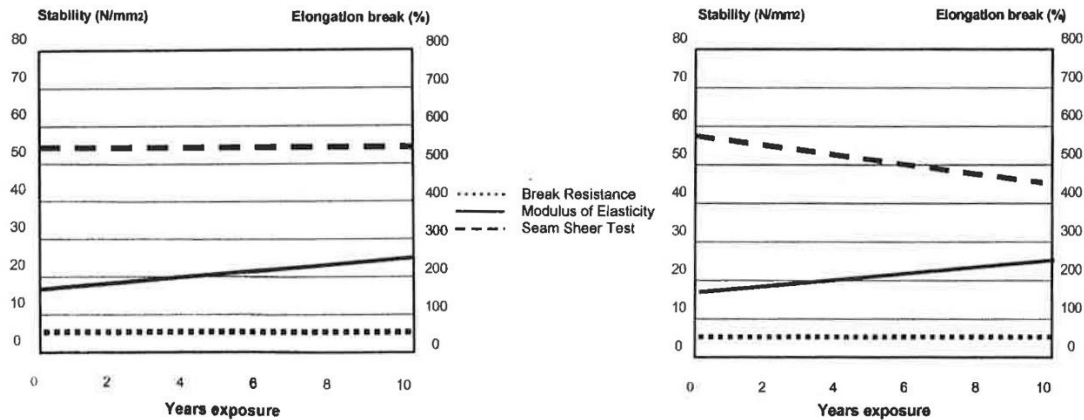 Stability (N/mm2) Elongation break (%)
80 800
70 700
60 600
50 500
40 400
30 300
20 200
10 100
0 0
0 2 4 6 8 10
Years exposure
Break Resistance
Modulus of Elasticity
Seam Sheer Test
Stability (N/mm2) Elongation break (%)
80 800
70 700
60 600
50 500
40 400
30 300
20 200
10 100
0 0
0 2 4 6 8 10
Years exposure